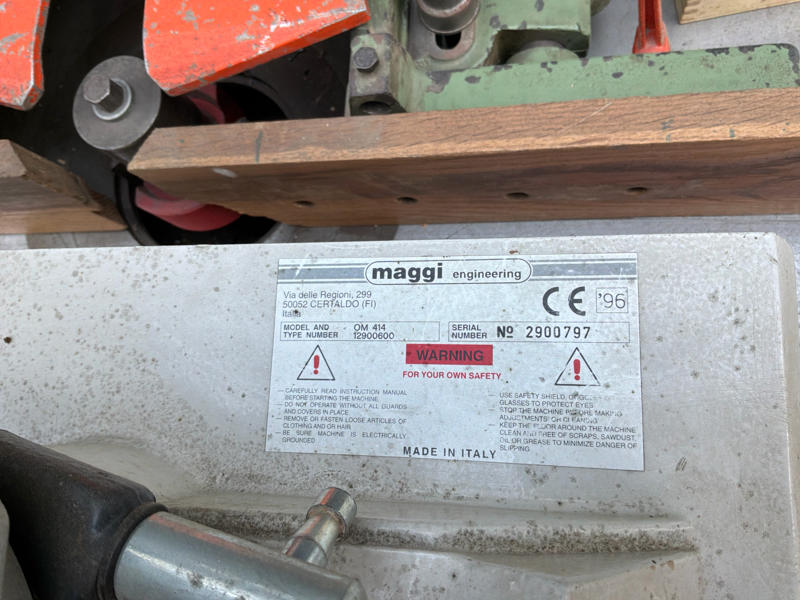 maggi engineering
Via delle Regioni, 299
50052 CERTALDO (FI)
Italia
CE '96
MODEL AND TYPE NUMBER OM 414 12900600
SERIAL NUMBER Nº 2900797
WARNING
FOR YOUR OWN SAFETY
— CAREFULLY READ INSTRUCTION MANUAL
BEFORE STARTING THE MACHINE.
— DO NOT OPERATE WITHOUT ALL GUARDS
AND COVERS IN PLACE
— REMOVE OR FASTEN LOOSE ARTICLES OF
CLOTHING AND OR HAIR
— BE SURE MACHINE IS ELECTRICALLY
GROUNDED
— USE SAFETY SHIELD, GOGGLES
GLASSES TO PROTECT EYES
STOP THE MACHINE BEFORE MAKING
ADJUSTMENTS OR CLEANING
— KEEP THE FLOOR AROUND THE MACHINE
CLEAN AND FREE OF SCRAPS, SAWDUST,
OIL OR GREASE TO MINIMIZE DANGER OF
SLIPPING
MADE IN ITALY